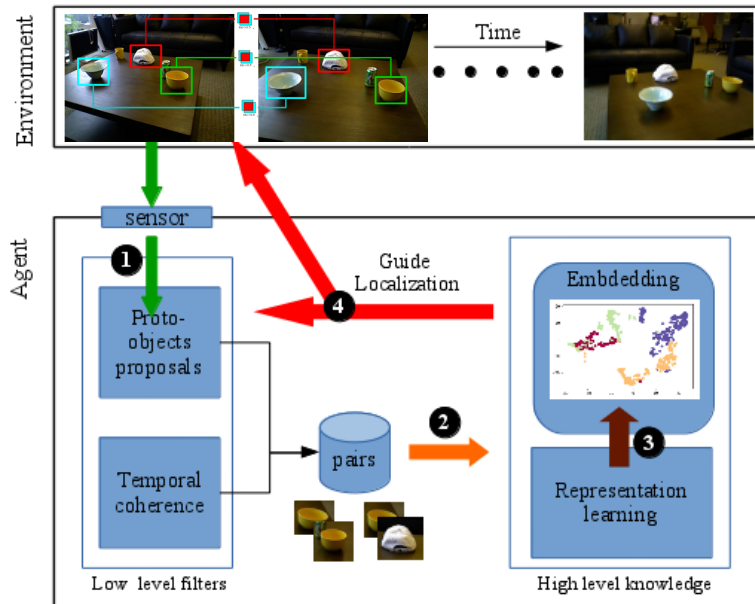 Environment
Time
Agent
sensor
1
Proto-
objects
proposals
Temporal
coherence
Low level filters
pairs
2
Guide
Localization
4
Embdedding
3
Representation
learning
High level knowledge